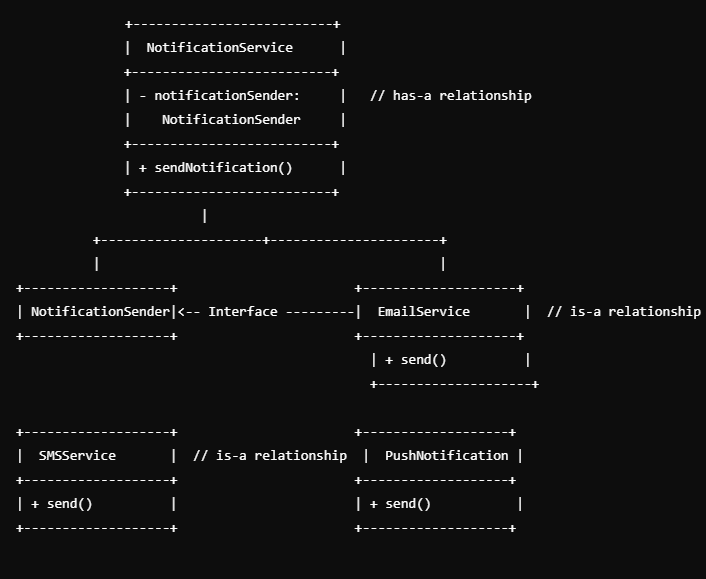 +--------------------------+
|  NotificationService      |
+--------------------------+
| - notificationSender:     |   // has-a relationship
|    NotificationSender     |
+--------------------------+
| + sendNotification()      |
+--------------------------+
|
+---------------------+----------------------+
|                                            |
+-------------------+                       +--------------------+
| NotificationSender|<-- Interface ---------|  EmailService       |  // is-a relationship
+-------------------+                       +--------------------+
| + send()          |
+--------------------+
+-------------------+                       +-------------------+
|  SMSService       |  // is-a relationship  |  PushNotification |
+-------------------+                       +-------------------+
| + send()          |                       | + send()           |
+-------------------+                       +-------------------+